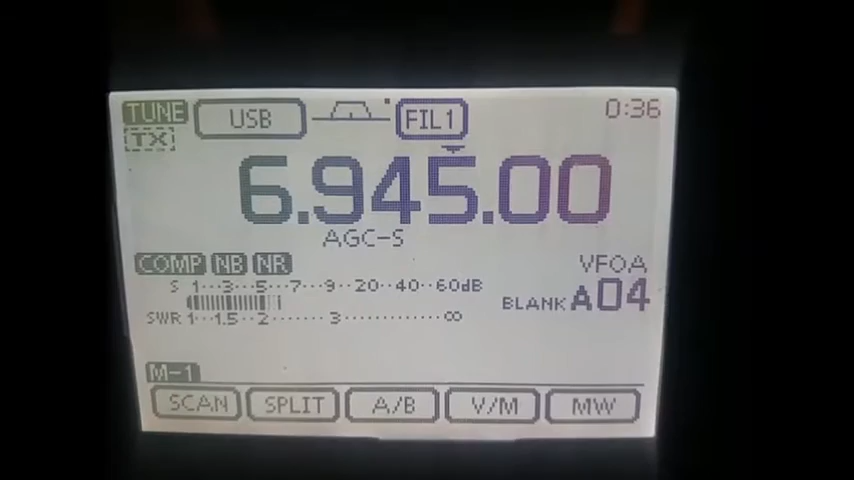 TUNE USB FIL1 0:36
TX
6.945.00
AGC-S
COMP NB NR VFOA
S 1···3···5···7···9··20··40··60dB
BLANK A04
SWR 1···1.5··2·······3·············∞
M-1
SCAN SPLIT A/B V/M MW